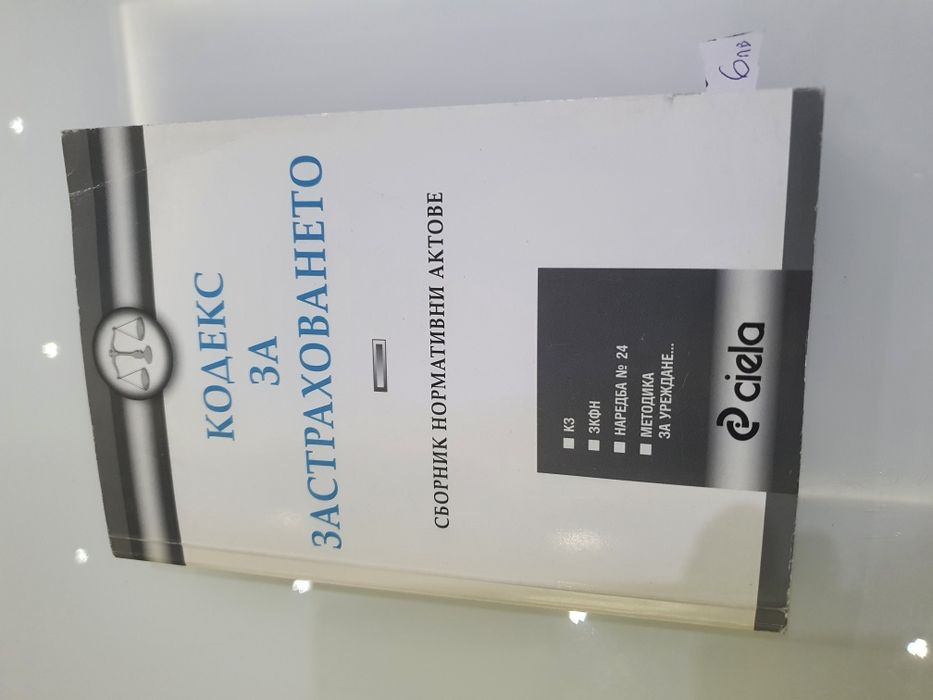 КОДЕКС
ЗА
ЗАСТРАХОВАНЕТО
СБОРНИК НОРМАТИВНИ АКТОВЕ
КЗ
ЗКФН
НАРЕДБА № 24
МЕТОДИКА
ЗА УРЕЖДАНЕ...
ciela
6лв